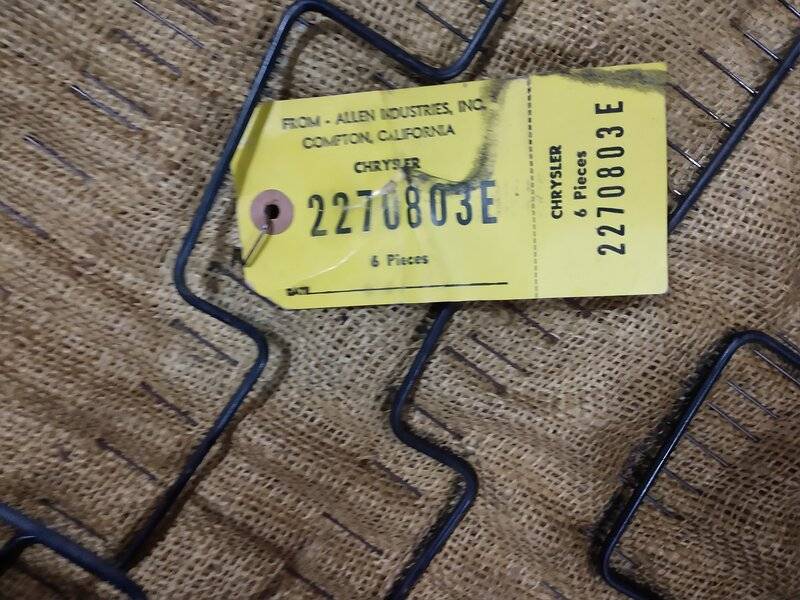 FROM - ALLEN INDUSTRIES, INC.
COMPTON, CALIFORNIA
CHRYSLER
2270803E
6 Pieces
DATE
CHRYSLER
6 Pieces
2270803E